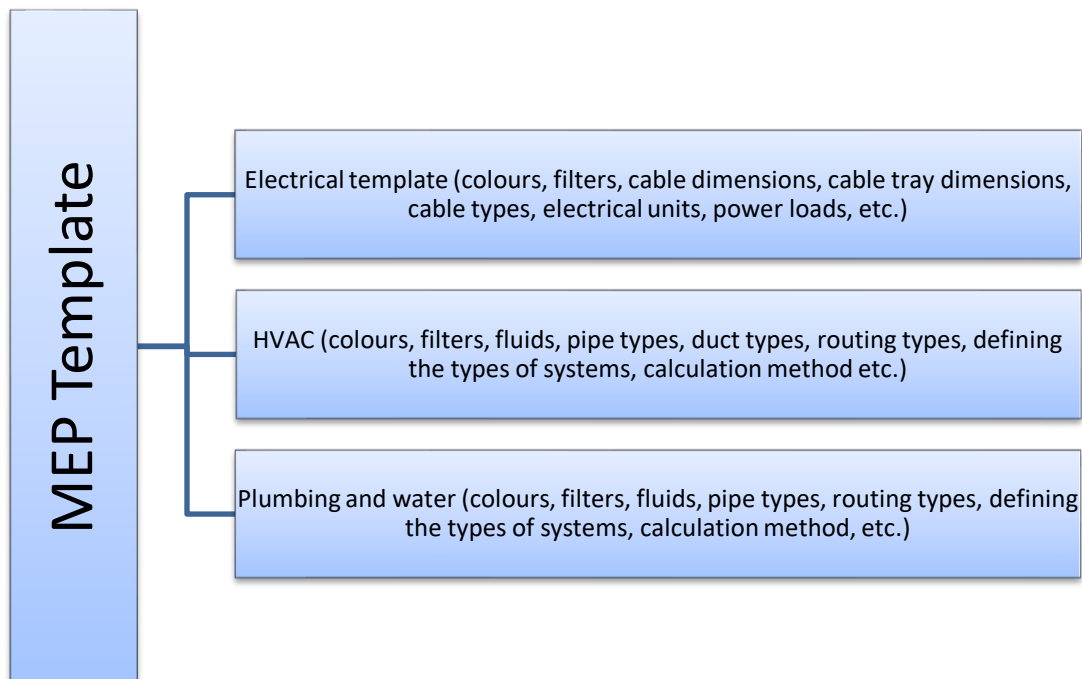 MEP Template
Electrical template (colours, filters, cable dimensions, cable tray dimensions,
cable types, electrical units, power loads, etc.)
HVAC (colours, filters, fluids, pipe types, duct types, routing types, defining
the types of systems, calculation method etc.)
Plumbing and water (colours, filters, fluids, pipe types, routing types, defining
the types of systems, calculation method, etc.)